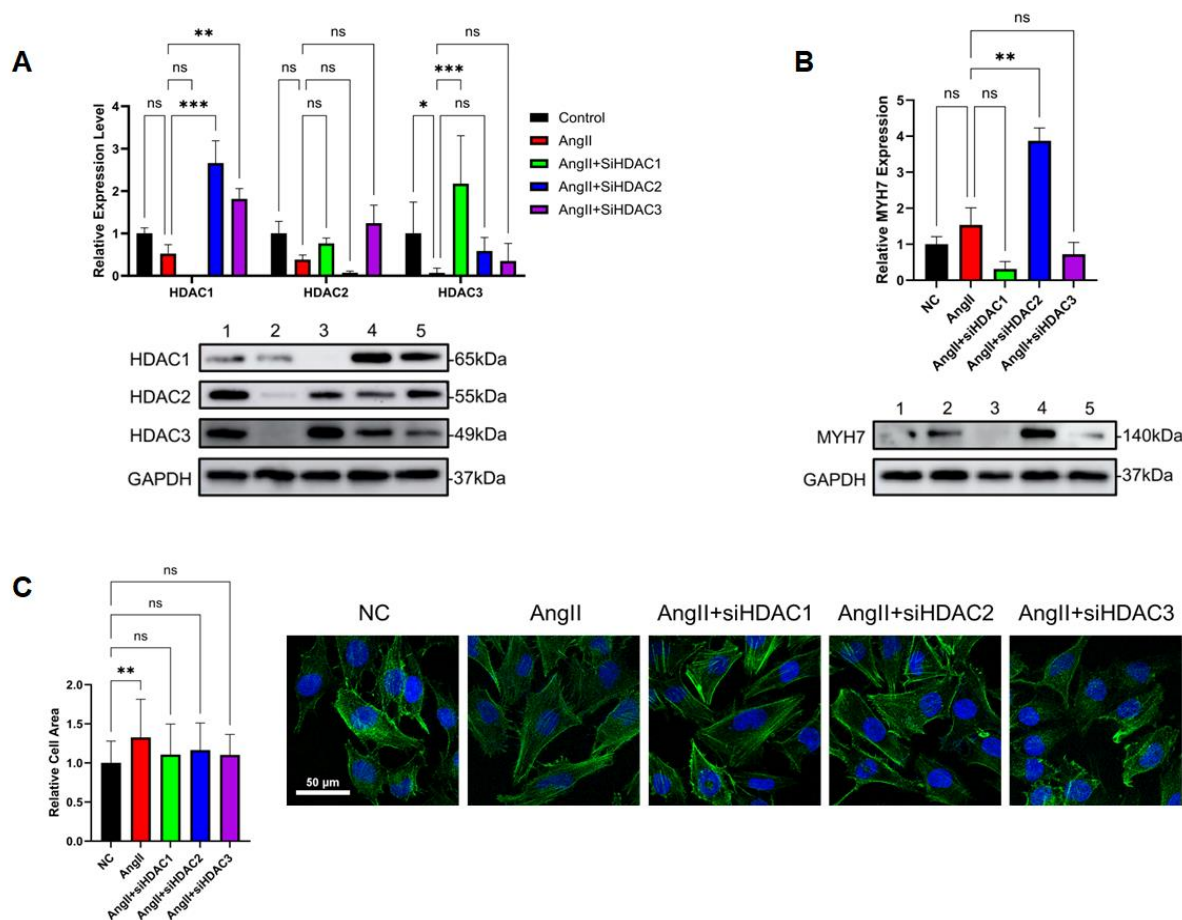 A
**
ns
ns
ns
***
ns
ns
ns
ns
ns
***
*
ns
Relative Expression Level
4
3
2
1
0
HDAC1
HDAC2
HDAC3
Control
AngII
AngII+SiHDAC1
AngII+SiHDAC2
AngII+SiHDAC3
1 2 3 4 5
HDAC1 -65kDa
HDAC2 -55kDa
HDAC3 -49kDa
GAPDH -37kDa
B
ns
**
ns
ns
Relative MYH7 Expression
5
4
3
2
1
0
NC
AngII
AngII+siHDAC1
AngII+siHDAC2
AngII+siHDAC3
1 2 3 4 5
MYH7 -140kDa
GAPDH -37kDa
C
ns
ns
ns
**
Relative Cell Area
2.0
1.5
1.0
0.5
0.0
NC
AngII
AngII+siHDAC1
AngII+siHDAC2
AngII+siHDAC3
NC
AngII
AngII+siHDAC1
AngII+siHDAC2
AngII+siHDAC3
50 μm